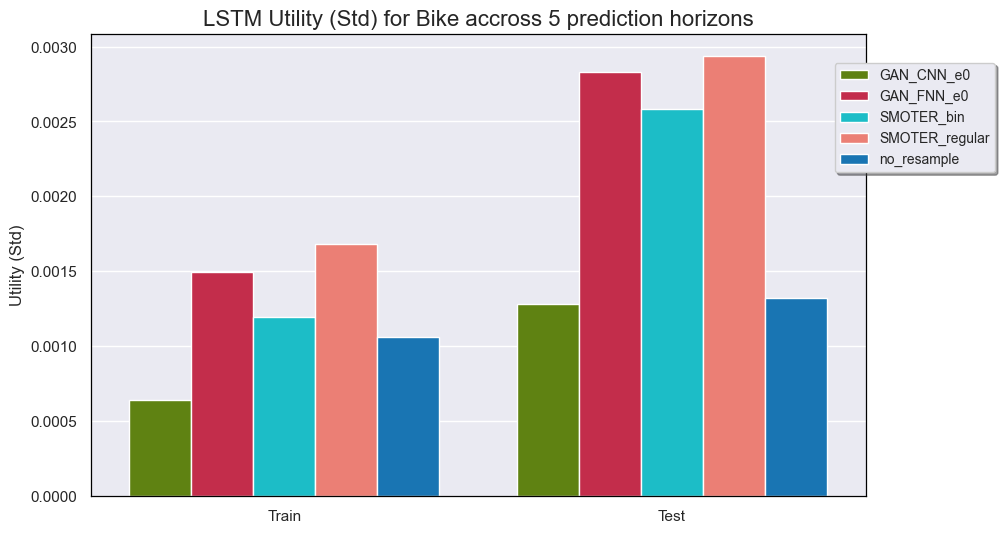 LSTM Utility (Std) for Bike accross 5 prediction horizons
0.0030
0.0025
0.0020
0.0015
0.0010
0.0005
0.0000
Utility (Std)
Train
Test
GAN_CNN_e0
GAN_FNN_e0
SMOTER_bin
SMOTER_regular
no_resample